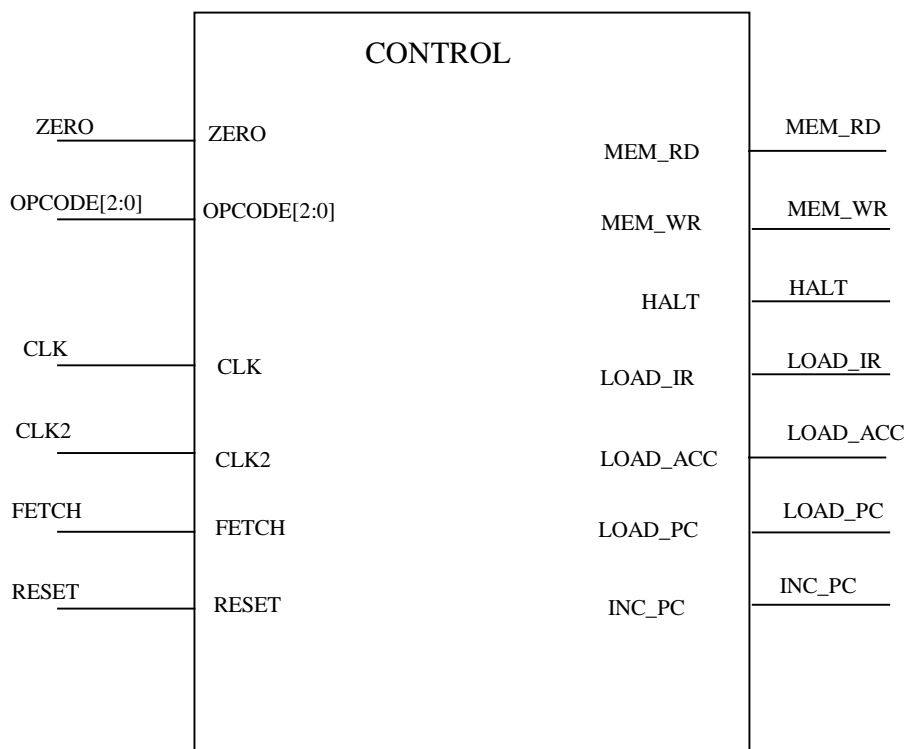 CONTROL
ZERO
ZERO
MEM_RD
MEM_RD
OPCODE[2:0]
OPCODE[2:0]
MEM_WR
MEM_WR
HALT
HALT
CLK
CLK
LOAD_IR
LOAD_IR
CLK2
CLK2
LOAD_ACC
LOAD_ACC
FETCH
FETCH
LOAD_PC
LOAD_PC
RESET
RESET
INC_PC
INC_PC